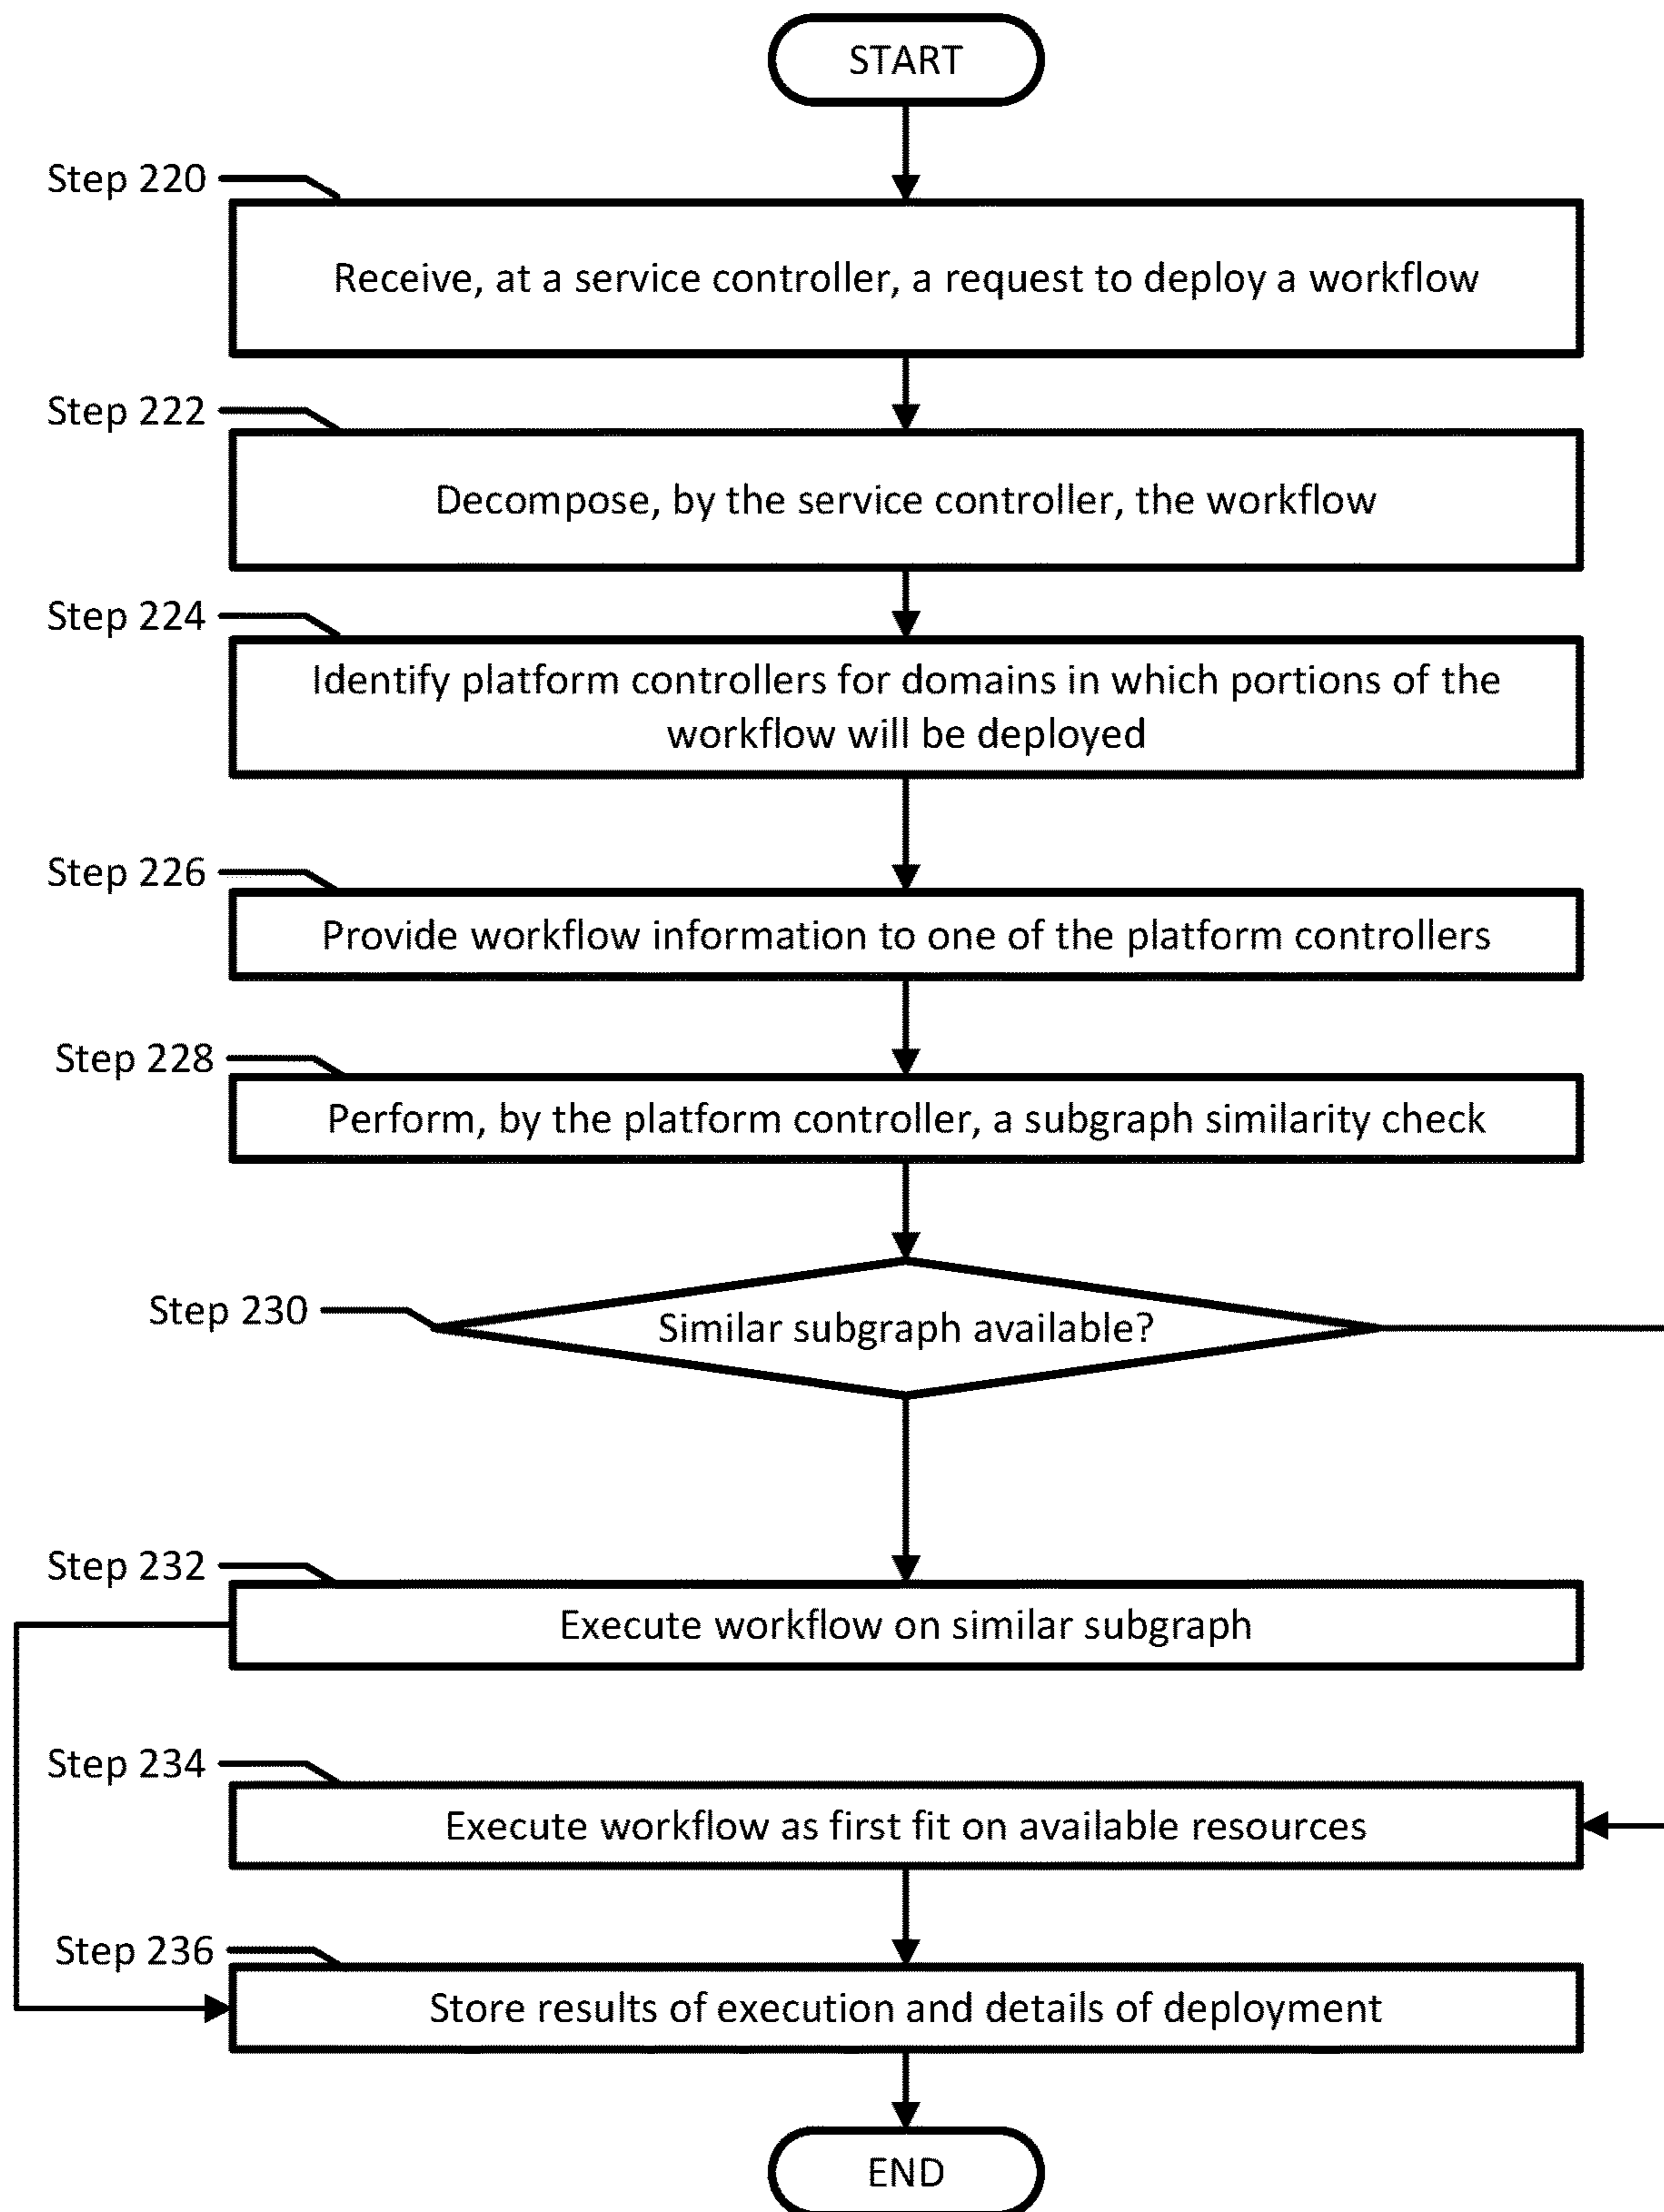 START
Step 220
Receive, at a service controller, a request to deploy a workflow
Step 222
Decompose, by the service controller, the workflow
Step 224
Identify platform controllers for domains in which portions of the
workflow will be deployed
Step 226
Provide workflow information to one of the platform controllers
Step 228
Perform, by the platform controller, a subgraph similarity check
Step 230
Similar subgraph available?
Step 232
Execute workflow on similar subgraph
Step 234
Execute workflow as first fit on available resources
Step 236
Store results of execution and details of deployment
END